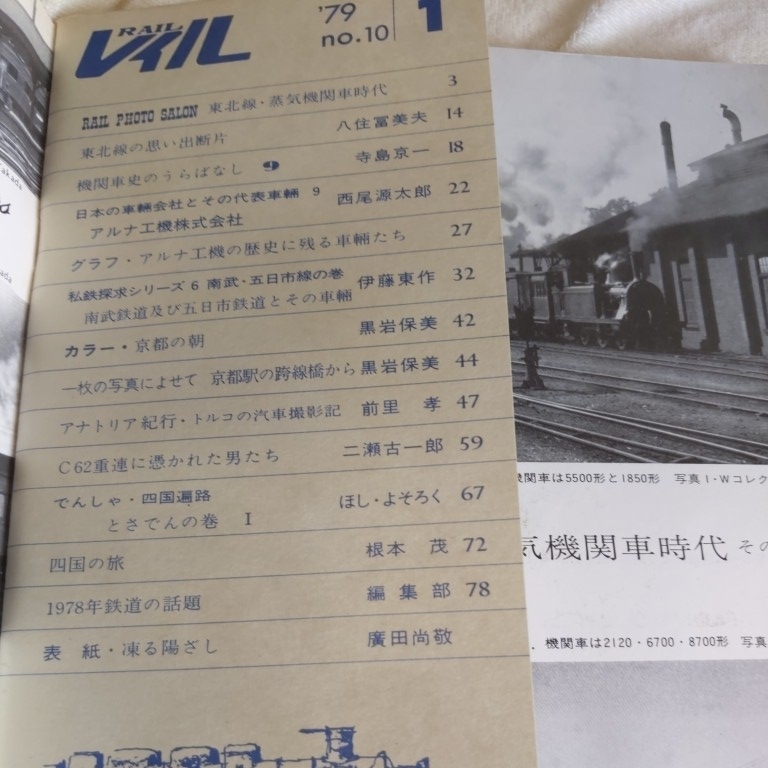 RAIL
レイル
'79
no.10
1
RAIL PHOTO SALON 東北線・蒸気機関車時代 3
東北線の思い出断片 八住冨美夫 14
機関車史のうらばなし 9 寺島京一 18
日本の車輛会社とその代表車輛 9 西尾源太郎 22
アルナ工機株式会社
グラフ・アルナ工機の歴史に残る車輛たち 27
私鉄探求シリーズ 6 南武・五日市線の巻 伊藤東作 32
南武鉄道及び五日市鉄道とその車輛
カラー・京都の朝 黒岩保美 42
一枚の写真によせて 京都駅の跨線橋から 黒岩保美 44
アナトリア紀行・トルコの汽車撮影記 前里 孝 47
C62重連に憑かれた男たち 二瀬古一郎 59
でんしゃ・四国遍路 ほし・よそろく 67
とさでんの巻 I
四国の旅 根本 茂 72
1978年鉄道の話題 編集部 78
表 紙・凍る陽ざし 廣田尚敬
akada
機関車は5500形と1850形 写真 I・Wコレク
気機関車時代 その
機関車は2120・6700・8700形 写真